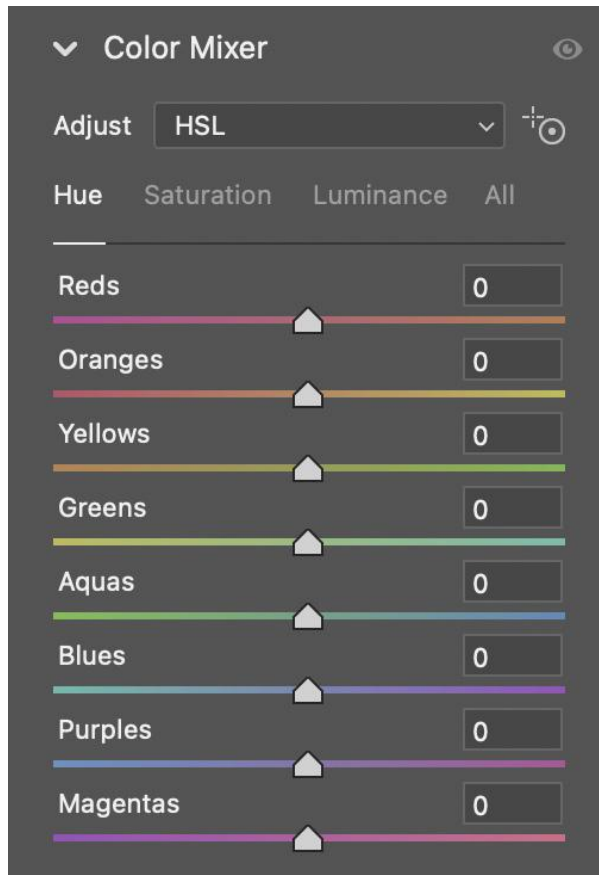 Color Mixer
Adjust HSL
Hue Saturation Luminance All
Reds 0
Oranges 0
Yellows 0
Greens 0
Aquas 0
Blues 0
Purples 0
Magentas 0